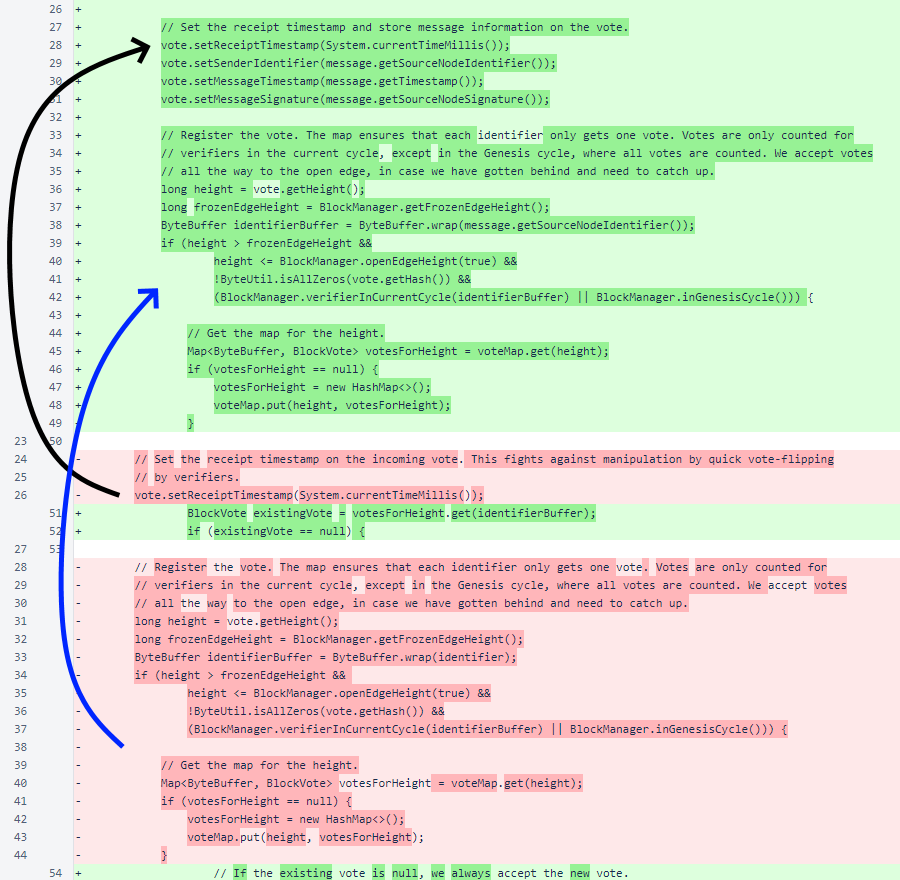 26 +
27 + // Set the receipt timestamp and store message information on the vote.
28 + vote.setReceiptTimestamp(System.currentTimeMillis());
29 + vote.setSenderIdentifier(message.getSourceNodeIdentifier());
30 + vote.setMessageTimestamp(message.getTimestamp());
31 + vote.setMessageSignature(message.getSourceNodeSignature());
32 +
33 + // Register the vote. The map ensures that each identifier only gets one vote. Votes are only counted for
34 + // verifiers in the current cycle, except in the Genesis cycle, where all votes are counted. We accept votes
35 + // all the way to the open edge, in case we have gotten behind and need to catch up.
36 + long height = vote.getHeight();
37 + long frozenEdgeHeight = BlockManager.getFrozenEdgeHeight();
38 + ByteBuffer identifierBuffer = ByteBuffer.wrap(message.getSourceNodeIdentifier());
39 + if (height > frozenEdgeHeight &&
40 + height <= BlockManager.openEdgeHeight(true) &&
41 + !ByteUtil.isAllZeros(vote.getHash()) &&
42 + (BlockManager.verifierInCurrentCycle(identifierBuffer) || BlockManager.inGenesisCycle())) {
43 +
44 + // Get the map for the height.
45 + Map<ByteBuffer, BlockVote> votesForHeight = voteMap.get(height);
46 + if (votesForHeight == null) {
47 + votesForHeight = new HashMap<>();
48 + voteMap.put(height, votesForHeight);
49 + }
23 50
24 - // Set the receipt timestamp on the incoming vote. This fights against manipulation by quick vote-flipping
25 - // by verifiers.
26 - vote.setReceiptTimestamp(System.currentTimeMillis());
51 + BlockVote existingVote = votesForHeight.get(identifierBuffer);
52 + if (existingVote == null) {
27 53
28 - // Register the vote. The map ensures that each identifier only gets one vote. Votes are only counted for
29 - // verifiers in the current cycle, except in the Genesis cycle, where all votes are counted. We accept votes
30 - // all the way to the open edge, in case we have gotten behind and need to catch up.
31 - long height = vote.getHeight();
32 - long frozenEdgeHeight = BlockManager.getFrozenEdgeHeight();
33 - ByteBuffer identifierBuffer = ByteBuffer.wrap(identifier);
34 - if (height > frozenEdgeHeight &&
35 - height <= BlockManager.openEdgeHeight(true) &&
36 - !ByteUtil.isAllZeros(vote.getHash()) &&
37 - (BlockManager.verifierInCurrentCycle(identifierBuffer) || BlockManager.inGenesisCycle())) {
38 -
39 - // Get the map for the height.
40 - Map<ByteBuffer, BlockVote> votesForHeight = voteMap.get(height);
41 - if (votesForHeight == null) {
42 - votesForHeight = new HashMap<>();
43 - voteMap.put(height, votesForHeight);
44 - }
54 + // If the existing vote is null, we always accept the new vote.